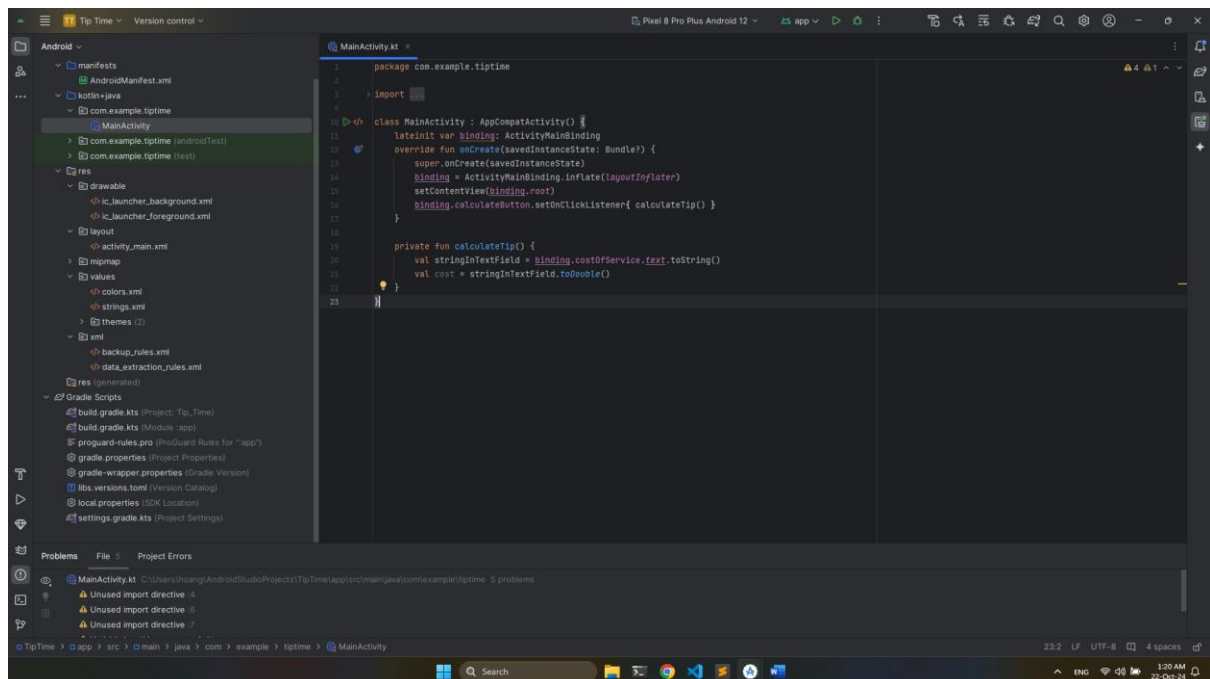 TT Tip Time Version control
Pixel 8 Pro Plus Android 12 app
Android
manifests
AndroidManifest.xml
kotlin+java
com.example.tiptime
MainActivity
com.example.tiptime (androidTest)
com.example.tiptime (test)
res
drawable
ic_launcher_background.xml
ic_launcher_foreground.xml
layout
activity_main.xml
mipmap
values
colors.xml
strings.xml
themes (2)
xml
backup_rules.xml
data_extraction_rules.xml
res (generated)
Gradle Scripts
build.gradle.kts (Project: Tip_Time)
build.gradle.kts (Module :app)
proguard-rules.pro (ProGuard Rules for ":app")
gradle.properties (Project Properties)
gradle-wrapper.properties (Gradle Version)
libs.versions.toml (Version Catalog)
local.properties (SDK Location)
settings.gradle.kts (Project Settings)
MainActivity.kt
4 1
1 package com.example.tiptime
2
3 import ...
9
10 class MainActivity : AppCompatActivity() {
11 lateinit var binding: ActivityMainBinding
12 override fun onCreate(savedInstanceState: Bundle?) {
13 super.onCreate(savedInstanceState)
14 binding = ActivityMainBinding.inflate(layoutInflater)
15 setContentView(binding.root)
16 binding.calculateButton.setOnClickListener{ calculateTip() }
17 }
18
19 private fun calculateTip() {
20 val stringInTextField = binding.costOfService.text.toString()
21 val cost = stringInTextField.toDouble()
22 }
23 }
Problems File 5 Project Errors
MainActivity.kt C:\Users\hoang\AndroidStudioProjects\TipTime\app\src\main\java\com\example\tiptime 5 problems
Unused import directive :4
Unused import directive :6
Unused import directive :7
TipTime > app > src > main > java > com > example > tiptime > MainActivity
23:2 LF UTF-8 4 spaces
Search
ENG
1:20 AM
22-Oct-24